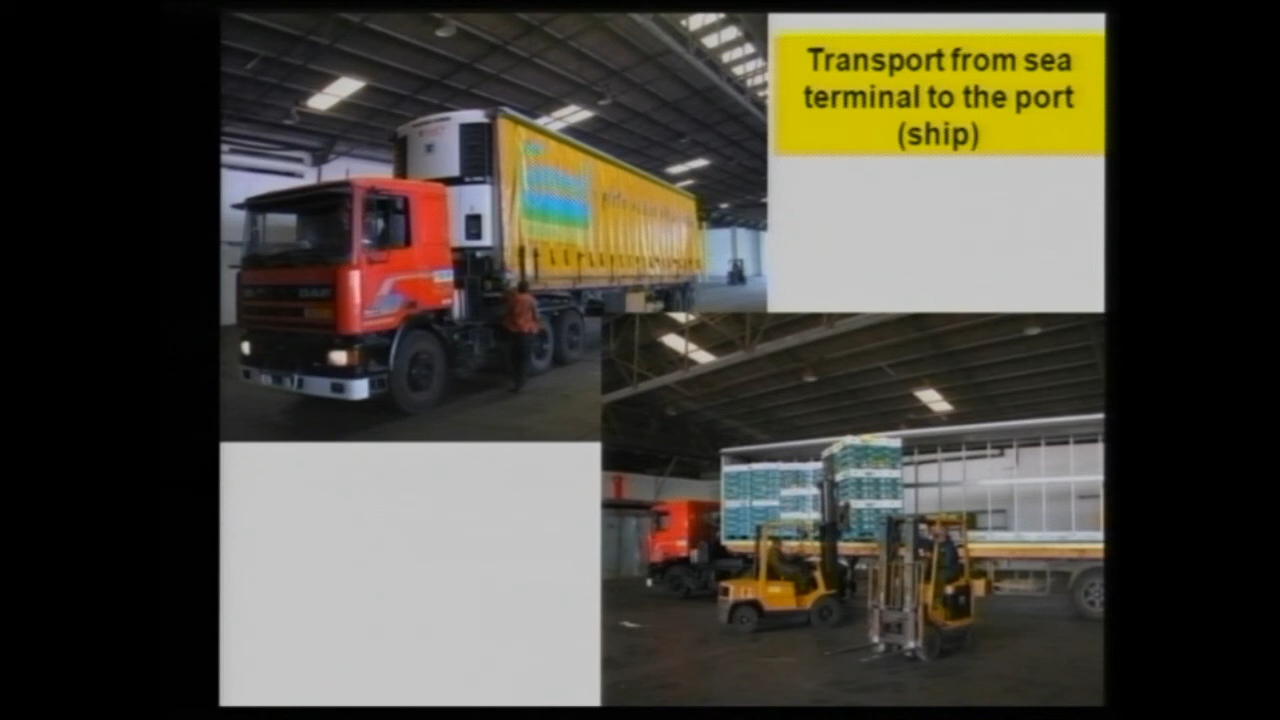 Transport from sea
terminal to the port
(ship)